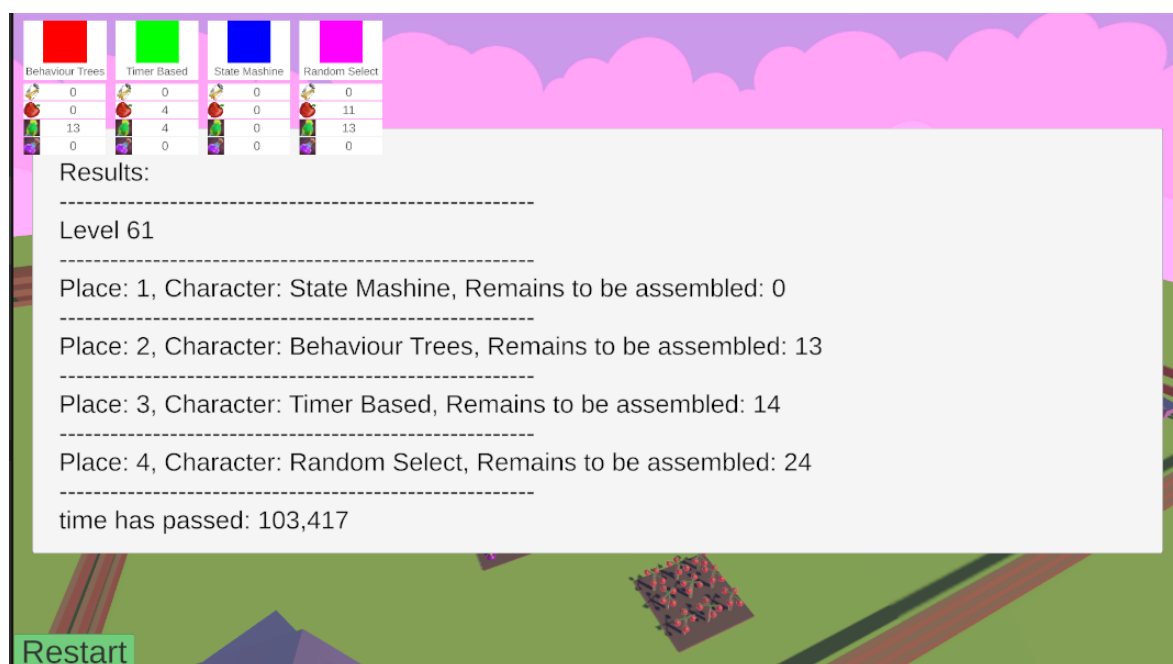 Behaviour Trees Timer Based State Mashine Random Select
0 0 0 0
0 4 0 11
13 4 0 13
0 0 0 0
Results:
--------------------------------------------------------
Level 61
--------------------------------------------------------
Place: 1, Character: State Mashine, Remains to be assembled: 0
--------------------------------------------------------
Place: 2, Character: Behaviour Trees, Remains to be assembled: 13
--------------------------------------------------------
Place: 3, Character: Timer Based, Remains to be assembled: 14
--------------------------------------------------------
Place: 4, Character: Random Select, Remains to be assembled: 24
--------------------------------------------------------
time has passed: 103,417
Restart